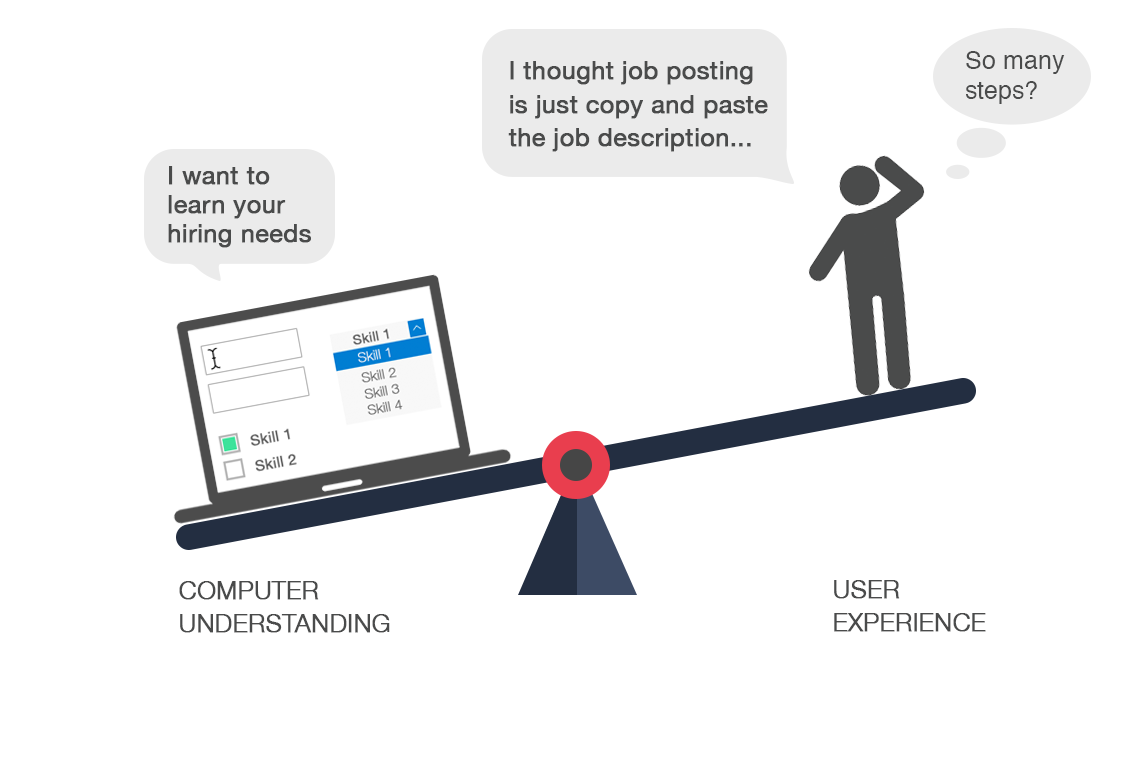 So many
steps?
I thought job posting
is just copy and paste
the job description...
I want to
learn your
hiring needs
Skill 1
Skill 1
Skill 2
Skill 3
Skill 4
Skill 1
Skill 2
COMPUTER
UNDERSTANDING
USER
EXPERIENCE